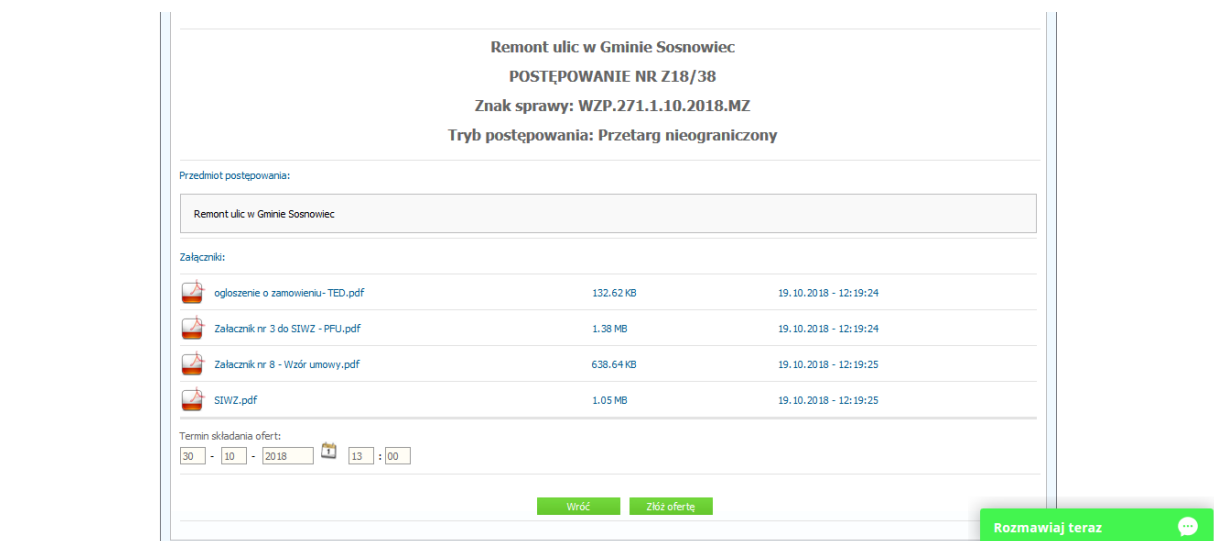 Remont ulic w Gminie Sosnowiec
POSTĘPOWANIE NR Z18/38
Znak sprawy: WZP.271.1.10.2018.MZ
Tryb postępowania: Przetarg nieograniczony
Przedmiot postępowania:
Remont ulic w Gminie Sosnowiec
Załączniki:
ogloszenie o zamowieniu- TED.pdf 132.62 KB 19.10.2018 - 12:19:24
Załacznik nr 3 do SIWZ - PFU.pdf 1.38 MB 19.10.2018 - 12:19:24
Załacznik nr 8 - Wzór umowy.pdf 638.64 KB 19.10.2018 - 12:19:25
SIWZ.pdf 1.05 MB 19.10.2018 - 12:19:25
Termin składania ofert:
30 - 10 - 2018 13 : 00
Wróć Złóż ofertę
Rozmawiaj teraz